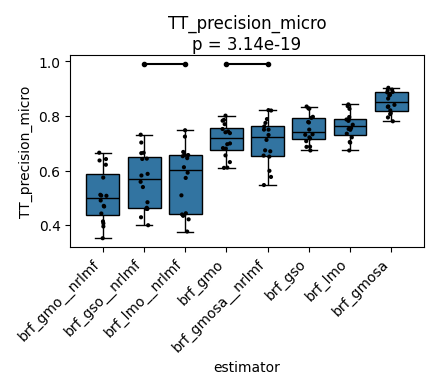 TT_precision_micro
p = 3.14e-19
1.0
0.8
0.6
0.4
TT_precision_micro
brf_gmo__nrlmf
brf_gso__nrlmf
brf_lmo__nrlmf
brf_gmo
brf_gmosa__nrlmf
brf_gso
brf_lmo
brf_gmosa
estimator